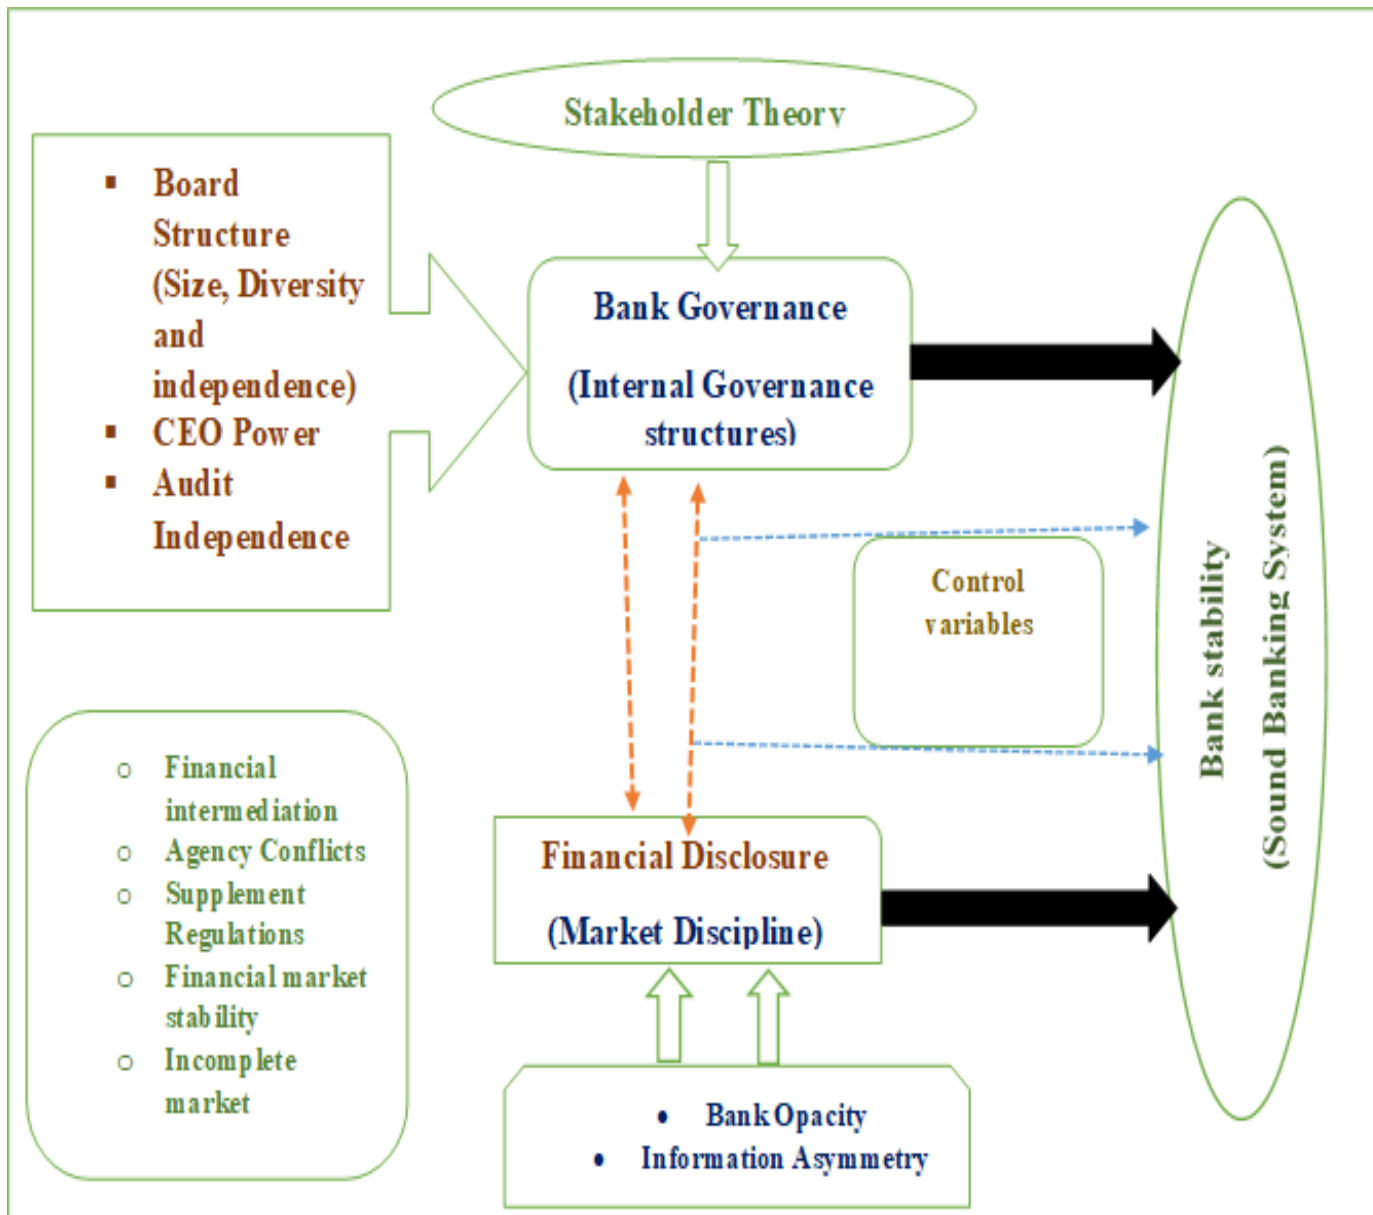 Stakeholder Theory
▪ Board
Structure
(Size, Diversity
and
independence)
▪ CEO Power
▪ Audit
Independence
Bank Governance
(Internal Governance
structures)
Control
variables
Bank stability
(Sound Banking System)
o Financial
intermediation
o Agency Conflicts
o Supplement
Regulations
o Financial market
stability
o Incomplete
market
Financial Disclosure
(Market Discipline)
• Bank Opacity
• Information Asymmetry